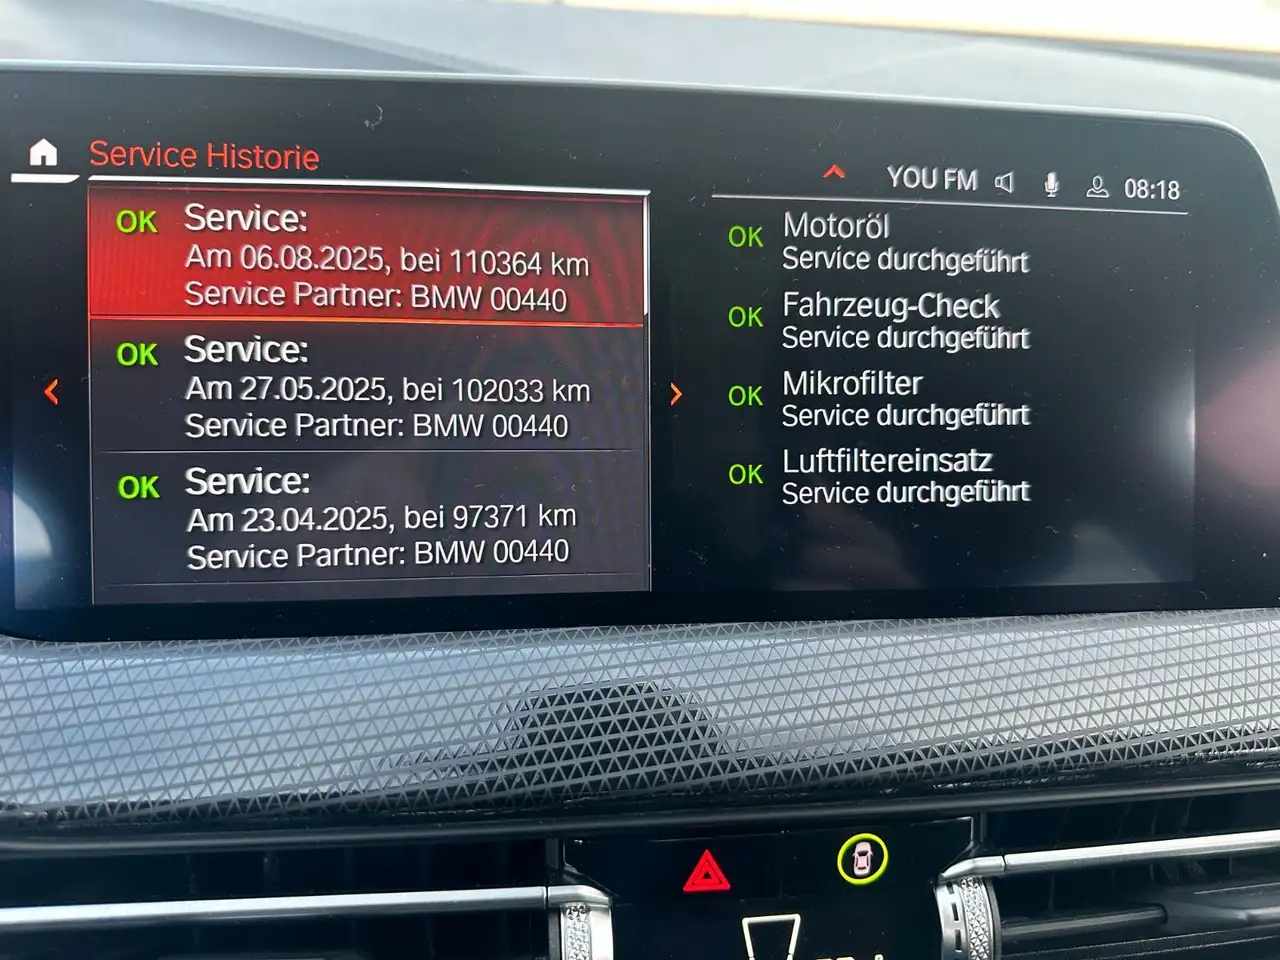 Service Historie
YOU FM 08:18
OK Service:
Am 06.08.2025, bei 110364 km
Service Partner: BMW 00440
OK Service:
Am 27.05.2025, bei 102033 km
Service Partner: BMW 00440
OK Service:
Am 23.04.2025, bei 97371 km
Service Partner: BMW 00440
OK Motoröl
Service durchgeführt
OK Fahrzeug-Check
Service durchgeführt
OK Mikrofilter
Service durchgeführt
OK Luftfiltereinsatz
Service durchgeführt